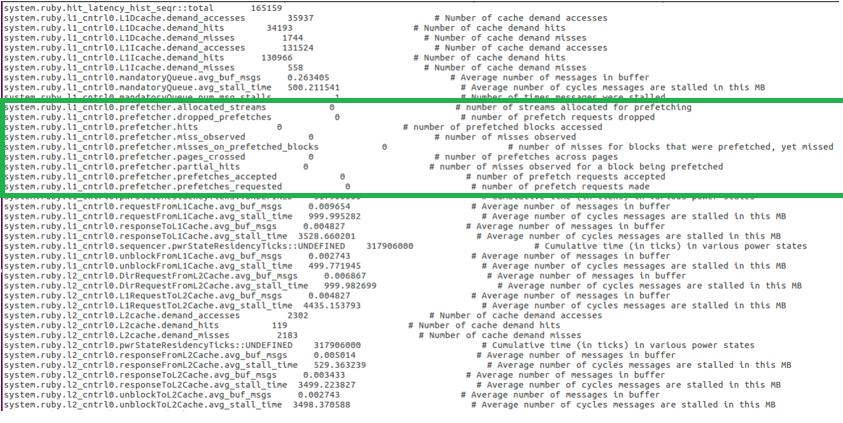 system.ruby.hit_latency_hist_seqr::total 165159
system.ruby.l1_cntrl0.L1Dcache.demand_accesses 35937 # Number of cache demand accesses
system.ruby.l1_cntrl0.L1Dcache.demand_hits 34193 # Number of cache demand hits
system.ruby.l1_cntrl0.L1Dcache.demand_misses 1744 # Number of cache demand misses
system.ruby.l1_cntrl0.L1Icache.demand_accesses 131524 # Number of cache demand accesses
system.ruby.l1_cntrl0.L1Icache.demand_hits 130966 # Number of cache demand hits
system.ruby.l1_cntrl0.L1Icache.demand_misses 558 # Number of cache demand misses
system.ruby.l1_cntrl0.mandatoryQueue.avg_buf_msgs 0.263405 # Average number of messages in buffer
system.ruby.l1_cntrl0.mandatoryQueue.avg_stall_time 500.211541 # Average number of cycles messages are stalled in this MB
system.ruby.l1_cntrl0.mandatoryQueue.num_msg_stalls 1 # Number of times messages were stalled
system.ruby.l1_cntrl0.prefetcher.allocated_streams 0 # number of streams allocated for prefetching
system.ruby.l1_cntrl0.prefetcher.dropped_prefetches 0 # number of prefetch requests dropped
system.ruby.l1_cntrl0.prefetcher.hits 0 # number of prefetched blocks accessed
system.ruby.l1_cntrl0.prefetcher.miss_observed 0 # number of misses observed
system.ruby.l1_cntrl0.prefetcher.misses_on_prefetched_blocks 0 # number of misses for blocks that were prefetched, yet missed
system.ruby.l1_cntrl0.prefetcher.pages_crossed 0 # number of prefetches across pages
system.ruby.l1_cntrl0.prefetcher.partial_hits 0 # number of misses observed for a block being prefetched
system.ruby.l1_cntrl0.prefetcher.prefetches_accepted 0 # number of prefetch requests accepted
system.ruby.l1_cntrl0.prefetcher.prefetches_requested 0 # number of prefetch requests made
system.ruby.l1_cntrl0.pwrStateResidencyTicks::UNDEFINED 317906000 # Cumulative time (in ticks) in various power states
system.ruby.l1_cntrl0.requestFromL1Cache.avg_buf_msgs 0.009654 # Average number of messages in buffer
system.ruby.l1_cntrl0.requestFromL1Cache.avg_stall_time 999.995282 # Average number of cycles messages are stalled in this MB
system.ruby.l1_cntrl0.responseToL1Cache.avg_buf_msgs 0.004827 # Average number of messages in buffer
system.ruby.l1_cntrl0.responseToL1Cache.avg_stall_time 3528.660201 # Average number of cycles messages are stalled in this MB
system.ruby.l1_cntrl0.sequencer.pwrStateResidencyTicks::UNDEFINED 317906000 # Cumulative time (in ticks) in various power states
system.ruby.l1_cntrl0.unblockFromL1Cache.avg_buf_msgs 0.002743 # Average number of messages in buffer
system.ruby.l1_cntrl0.unblockFromL1Cache.avg_stall_time 499.771945 # Average number of cycles messages are stalled in this MB
system.ruby.l2_cntrl0.DirRequestFromL2Cache.avg_buf_msgs 0.006867 # Average number of messages in buffer
system.ruby.l2_cntrl0.DirRequestFromL2Cache.avg_stall_time 999.982699 # Average number of cycles messages are stalled in this MB
system.ruby.l2_cntrl0.L1RequestToL2Cache.avg_buf_msgs 0.004827 # Average number of messages in buffer
system.ruby.l2_cntrl0.L1RequestToL2Cache.avg_stall_time 4435.153793 # Average number of cycles messages are stalled in this MB
system.ruby.l2_cntrl0.L2cache.demand_accesses 2302 # Number of cache demand accesses
system.ruby.l2_cntrl0.L2cache.demand_hits 119 # Number of cache demand hits
system.ruby.l2_cntrl0.L2cache.demand_misses 2183 # Number of cache demand misses
system.ruby.l2_cntrl0.pwrStateResidencyTicks::UNDEFINED 317906000 # Cumulative time (in ticks) in various power states
system.ruby.l2_cntrl0.responseFromL2Cache.avg_buf_msgs 0.005014 # Average number of messages in buffer
system.ruby.l2_cntrl0.responseFromL2Cache.avg_stall_time 529.363239 # Average number of cycles messages are stalled in this MB
system.ruby.l2_cntrl0.responseToL2Cache.avg_buf_msgs 0.003433 # Average number of messages in buffer
system.ruby.l2_cntrl0.responseToL2Cache.avg_stall_time 3499.223827 # Average number of cycles messages are stalled in this MB
system.ruby.l2_cntrl0.unblockToL2Cache.avg_buf_msgs 0.002743 # Average number of messages in buffer
system.ruby.l2_cntrl0.unblockToL2Cache.avg_stall_time 3498.370588 # Average number of cycles messages are stalled in this MB